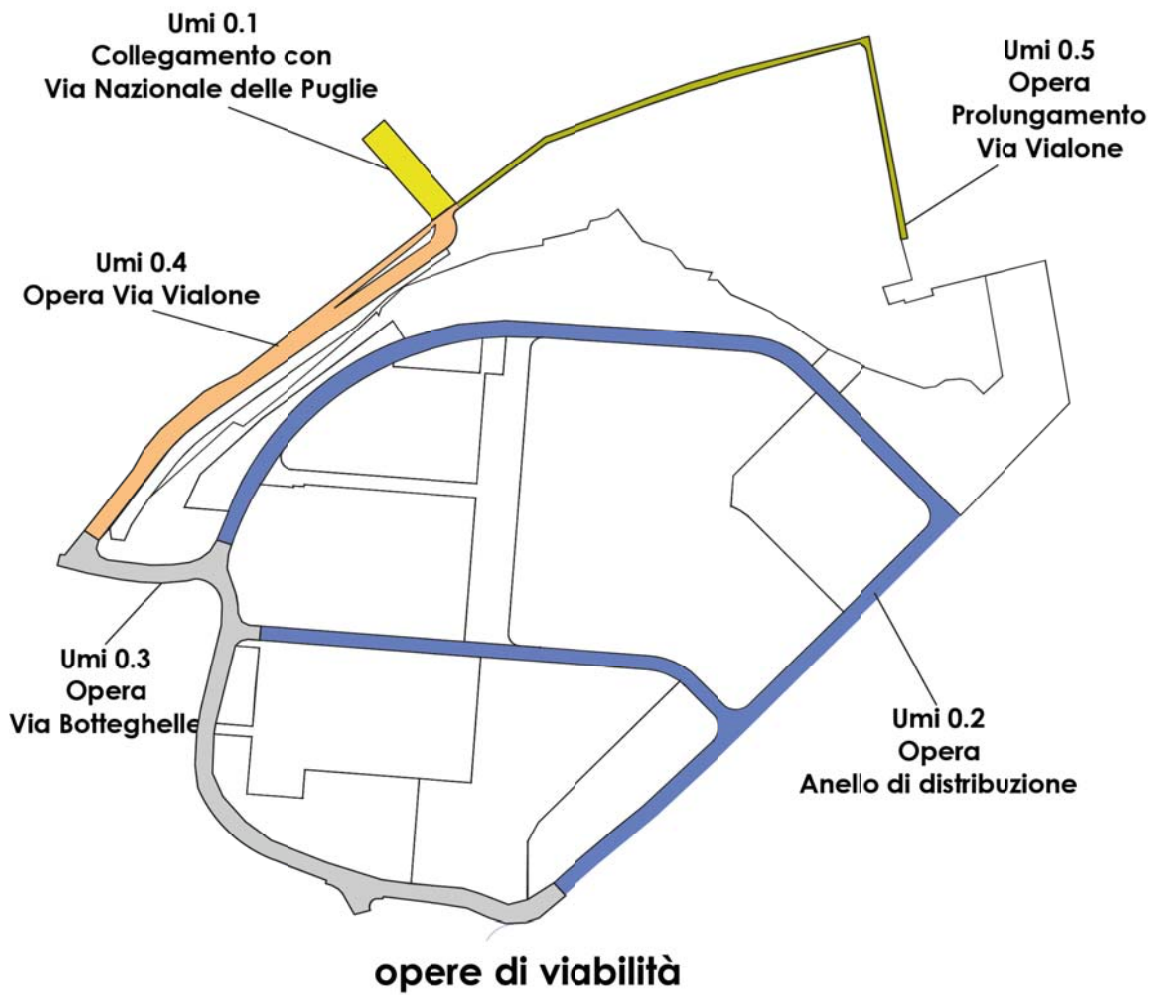 Umi 0.1
Collegamento con
Via Nazionale delle Puglie
Umi 0.5
Opera
Prolungamento
Via Vialone
Umi 0.4
Opera Via Vialone
Umi 0.3
Opera
Via Botteghelle
Umi 0.2
Opera
Anello di distribuzione
opere di viabilità